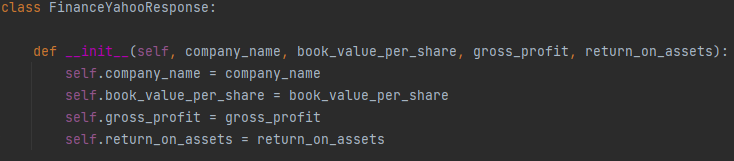 class FinanceYahooResponse:
def __init__(self, company_name, book_value_per_share, gross_profit, return_on_assets):
self.company_name = company_name
self.book_value_per_share = book_value_per_share
self.gross_profit = gross_profit
self.return_on_assets = return_on_assets